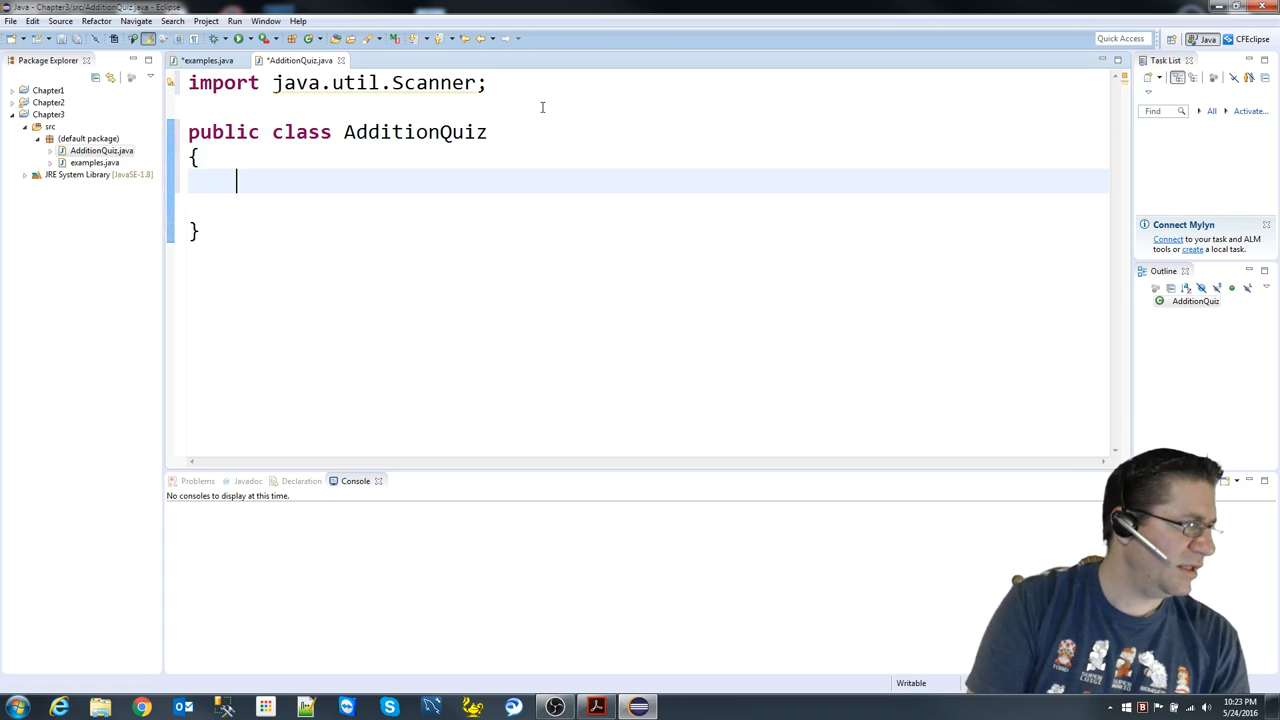 Java - Chapter3/src/AdditionQuiz.java - Eclipse
File Edit Source Refactor Navigate Search Project Run Window Help
Quick Access
Java
CFEclipse
Package Explorer
*examples.java
*AdditionQuiz.java
Task List
Chapter1
Chapter2
Chapter3
src
(default package)
AdditionQuiz.java
examples.java
JRE System Library [JavaSE-1.8]
import java.util.Scanner;
public class AdditionQuiz
{
}
Find
All
Activate...
Connect Mylyn
Connect to your task and ALM
tools or create a local task.
Outline
AdditionQuiz
Problems Javadoc Declaration Console
No consoles to display at this time.
Writable
10:23 PM
5/24/2016